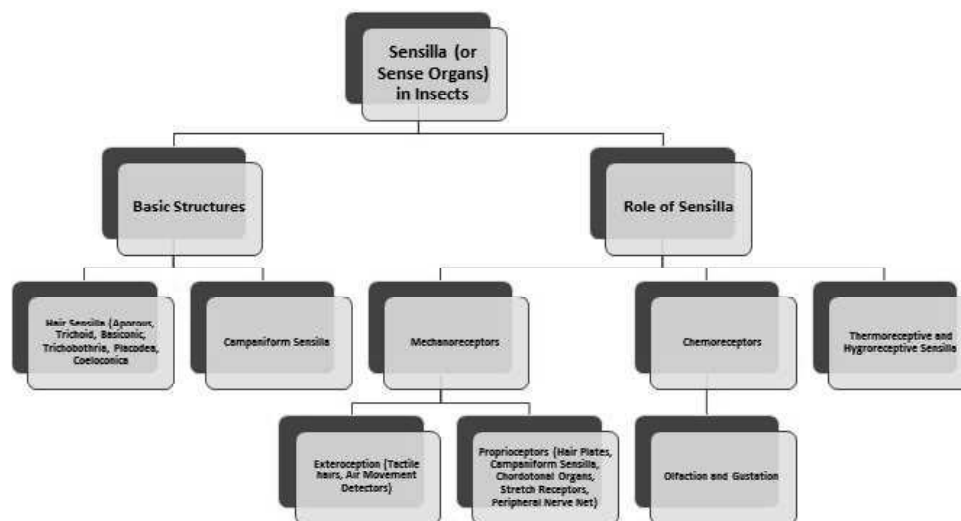 Sensilla (or
Sense Organs)
in Insects
Basic Structures
Role of Sensilla
Hair Sensilla (Aporous,
Trichoid, Basiconic,
Trichobothria, Placodea,
Coeloconica
Campaniform Sensilla
Mechanoreceptors
Chemoreceptors
Thermoreceptive and
Hygroreceptive Sensilla
Exteroception (Tactile
hairs, Air Movement
Detectors)
Proprioceptors (Hair Plates,
Campaniform Sensilla,
Chordotonal Organs,
Stretch Receptors,
Peripheral Nerve Net)
Olfaction and Gustation